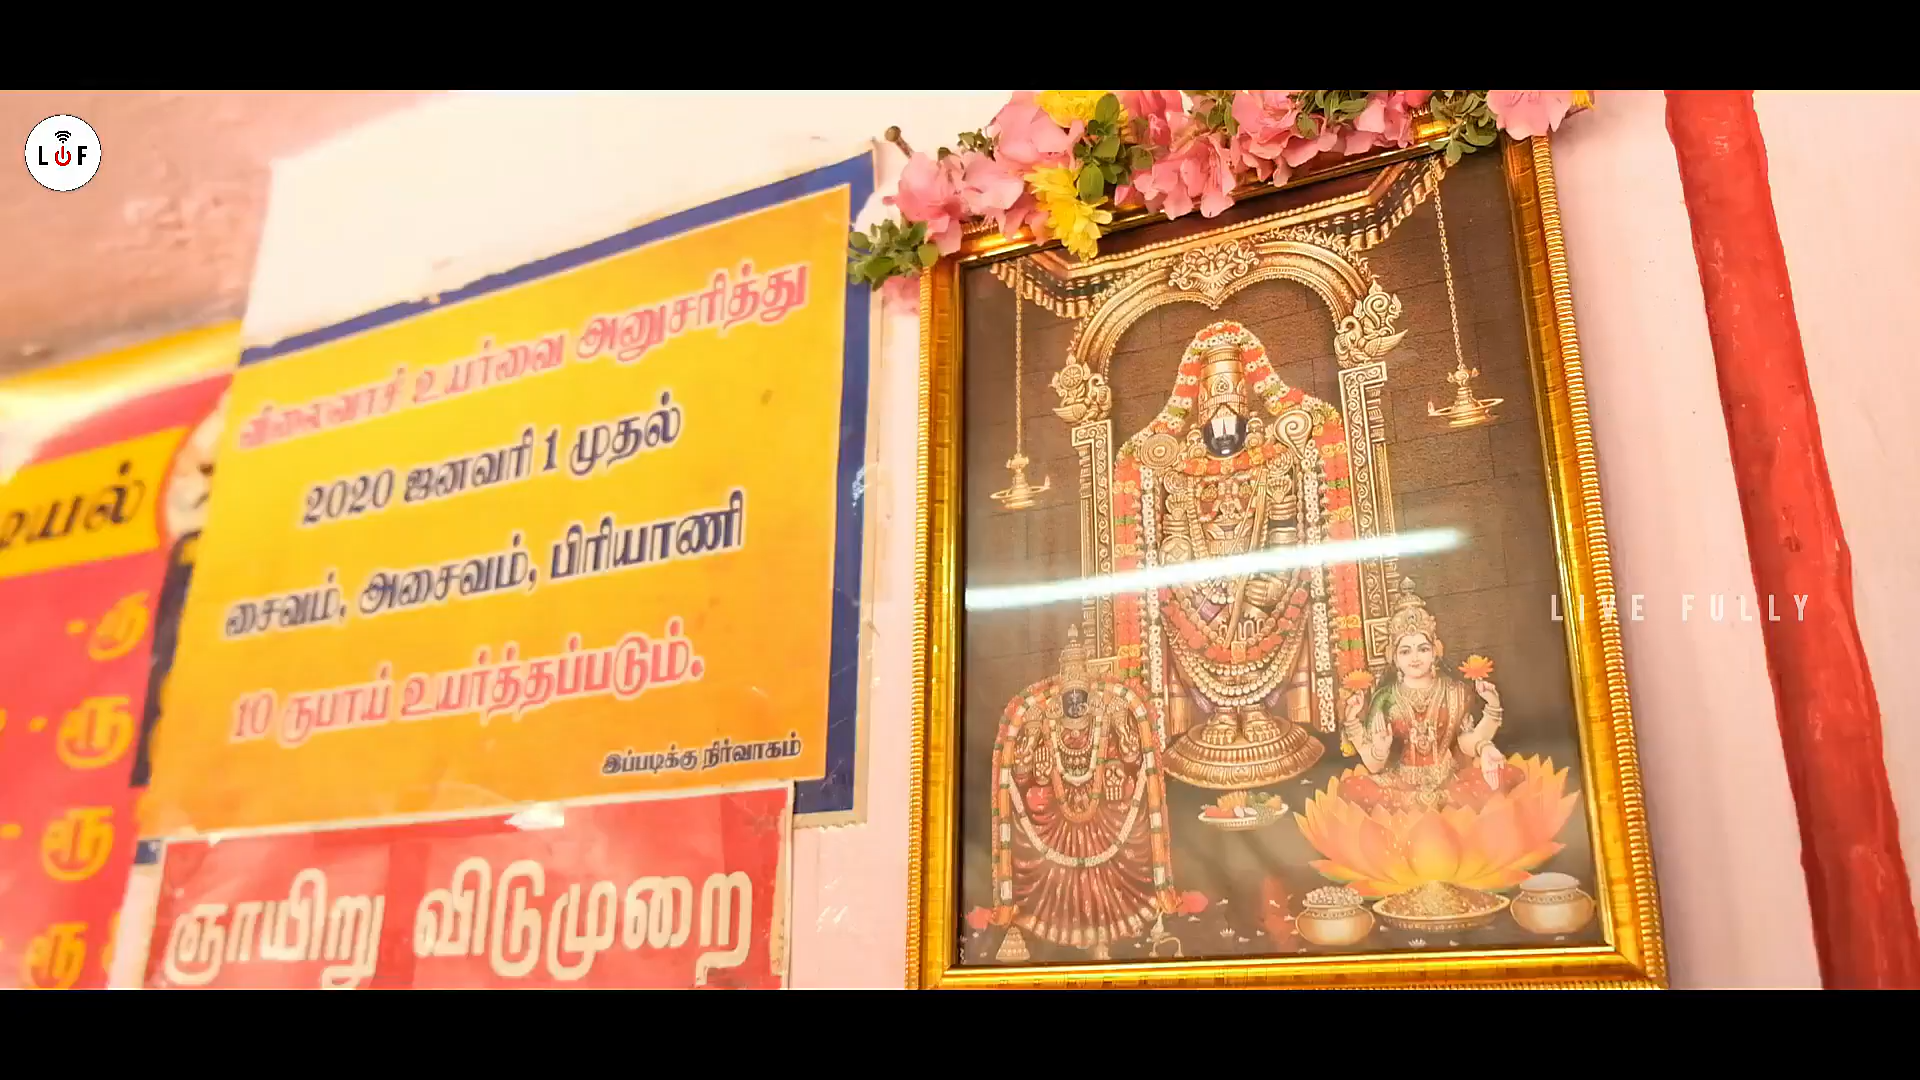 LOF
விலைவாசி உயர்வை அனுசரித்து
2020 ஜனவரி 1 முதல்
சைவம், அசைவம், பிரியாணி
10 ரூபாய் உயர்த்தப்படும்.
இப்படிக்கு நிர்வாகம்
ஞாயிறு விடுமுறை
- ரூ
- ரூ
- ரூ
ரூ
LIVE FULLY